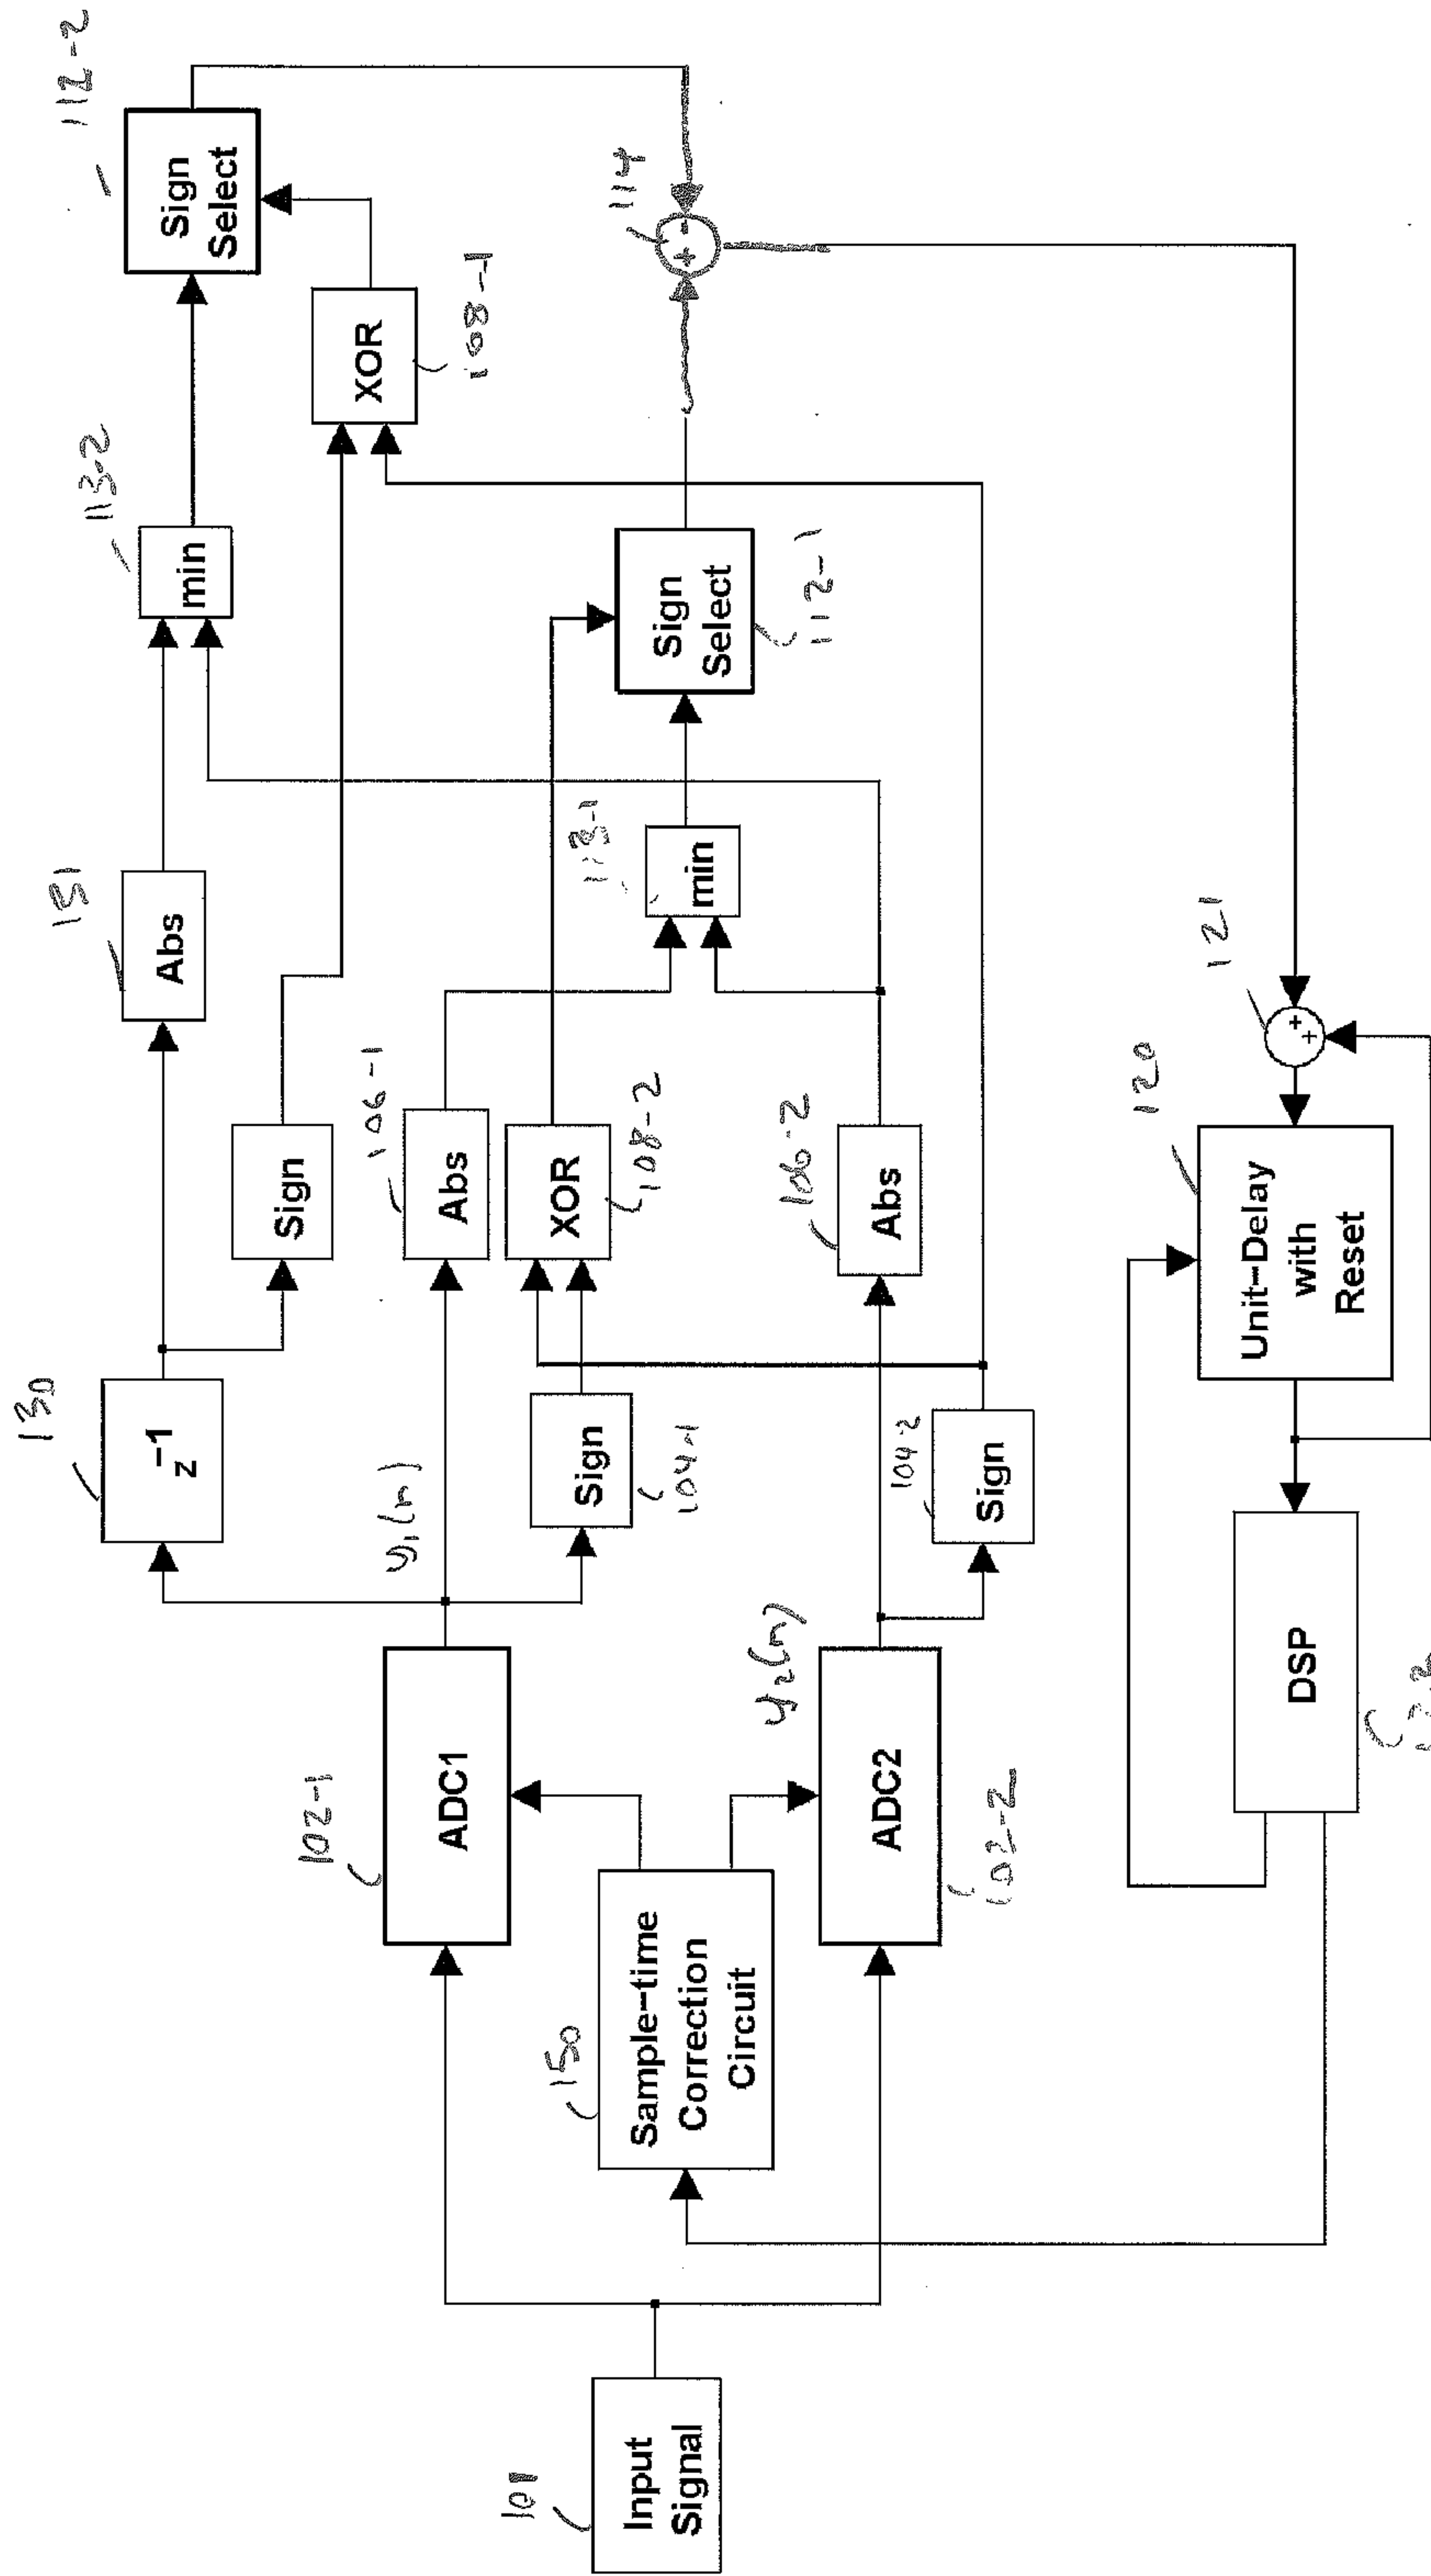 101
Input
Signal
150
Sample-time
Correction
Circuit
102-1
ADC1
y₁(n)
102-2
ADC2
y₂(n)
130
z⁻¹
Sign
104-1
Sign
104-2
Sign
Abs
106-1
Abs
XOR
108-2
106-2
Abs
113-1
min
113-2
min
Sign
Select
112-1
XOR
108-1
112-2
Sign
Select
114
+ -
121
+
+
120
Unit-Delay
with
Reset
DSP